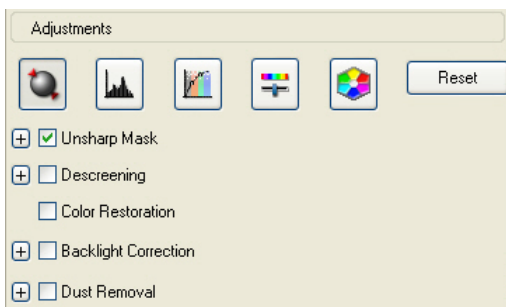 Adjustments
Reset
Unsharp Mask
Descreening
Color Restoration
Backlight Correction
Dust Removal